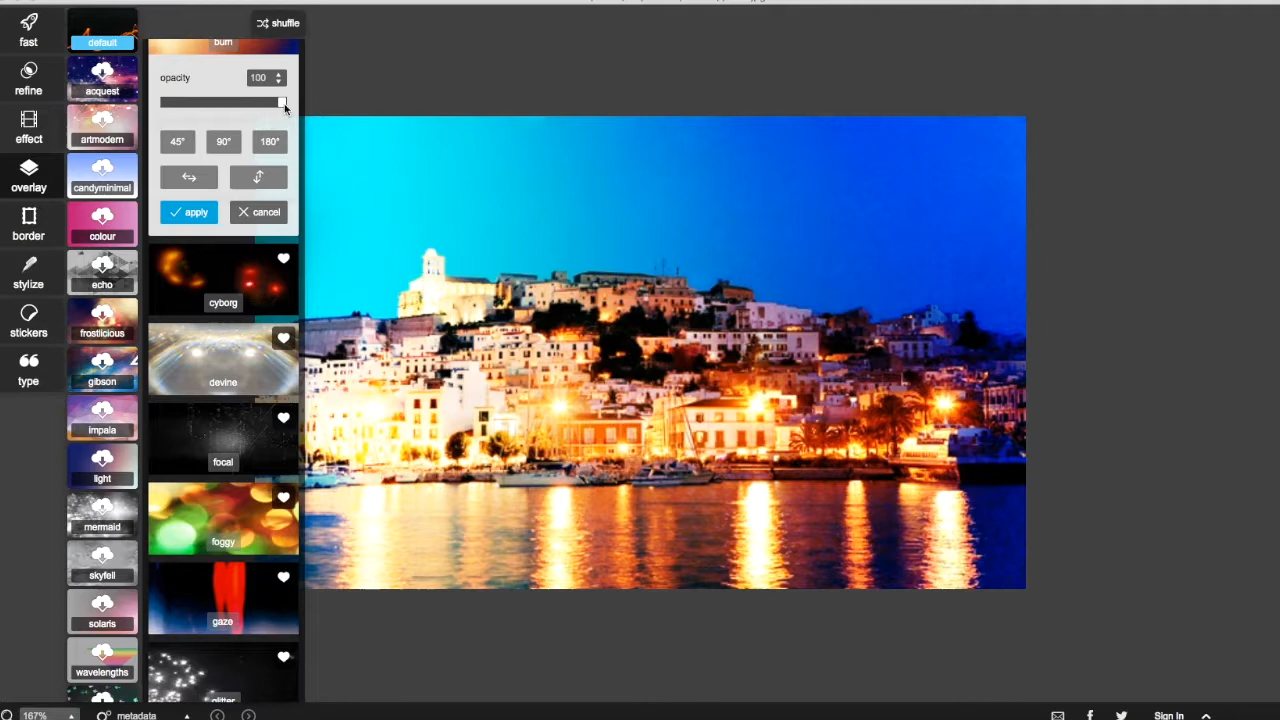 shuffle
fast
refine
effect
overlay
border
stylize
stickers
type
default
acquest
artmodern
candyminimal
colour
echo
frostlicious
gibson
impala
light
mermaid
skyfell
solaris
wavelengths
burn
opacity 100
45° 90° 180°
apply cancel
cyborg
devine
focal
foggy
gaze
glitter
167% metadata Sign In